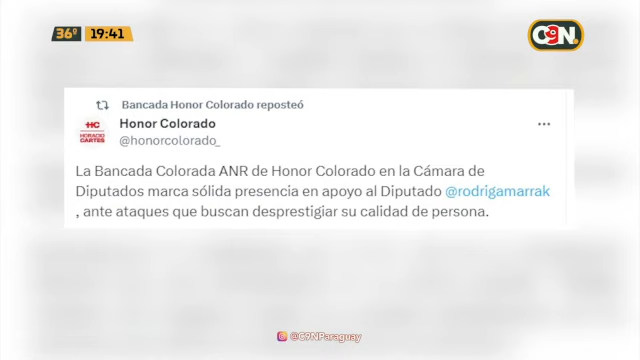 36º 19:41
C9N.
Bancada Honor Colorado reposteó
HC
HORACIO
CARTES
Honor Colorado
@honorcolorado_
La Bancada Colorada ANR de Honor Colorado en la Cámara de
Diputados marca sólida presencia en apoyo al Diputado @rodrigamarrak
, ante ataques que buscan desprestigiar su calidad de persona.
@C9NParaguay